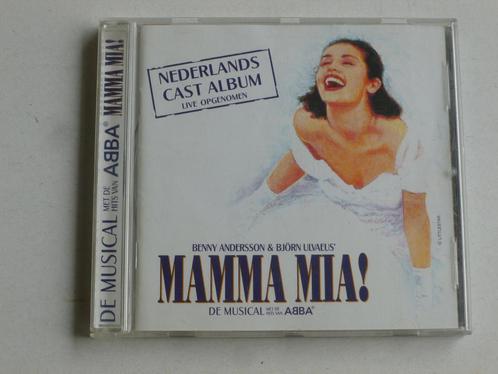 DE MUSICAL MET DE HITS VAN ABBA® MAMMA MIA!
NEDERLANDS
CAST ALBUM
LIVE OPGENOMEN
© LITTLESTAR
BENNY ANDERSSON & BJÖRN ULVAEUS'
MAMMA MIA!
DE MUSICAL MET DE HITS VAN ABBA®